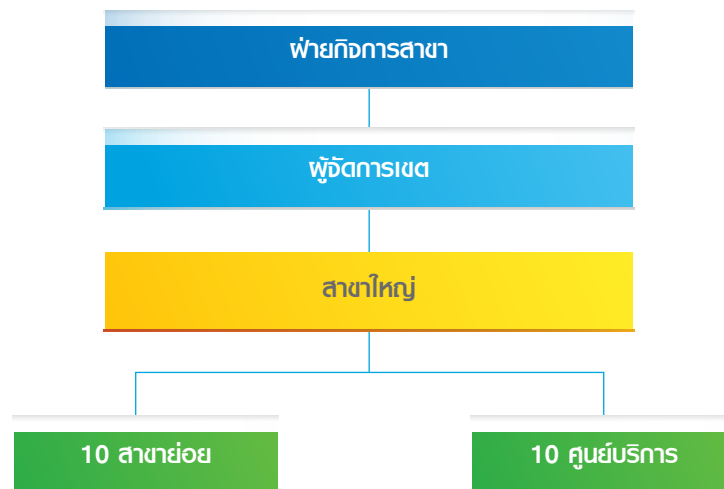 ฝ่ายกิจการสาขา
ผู้จัดการเขต
สาขาใหญ่
10 สาขาย่อย
10 ศูนย์บริการ